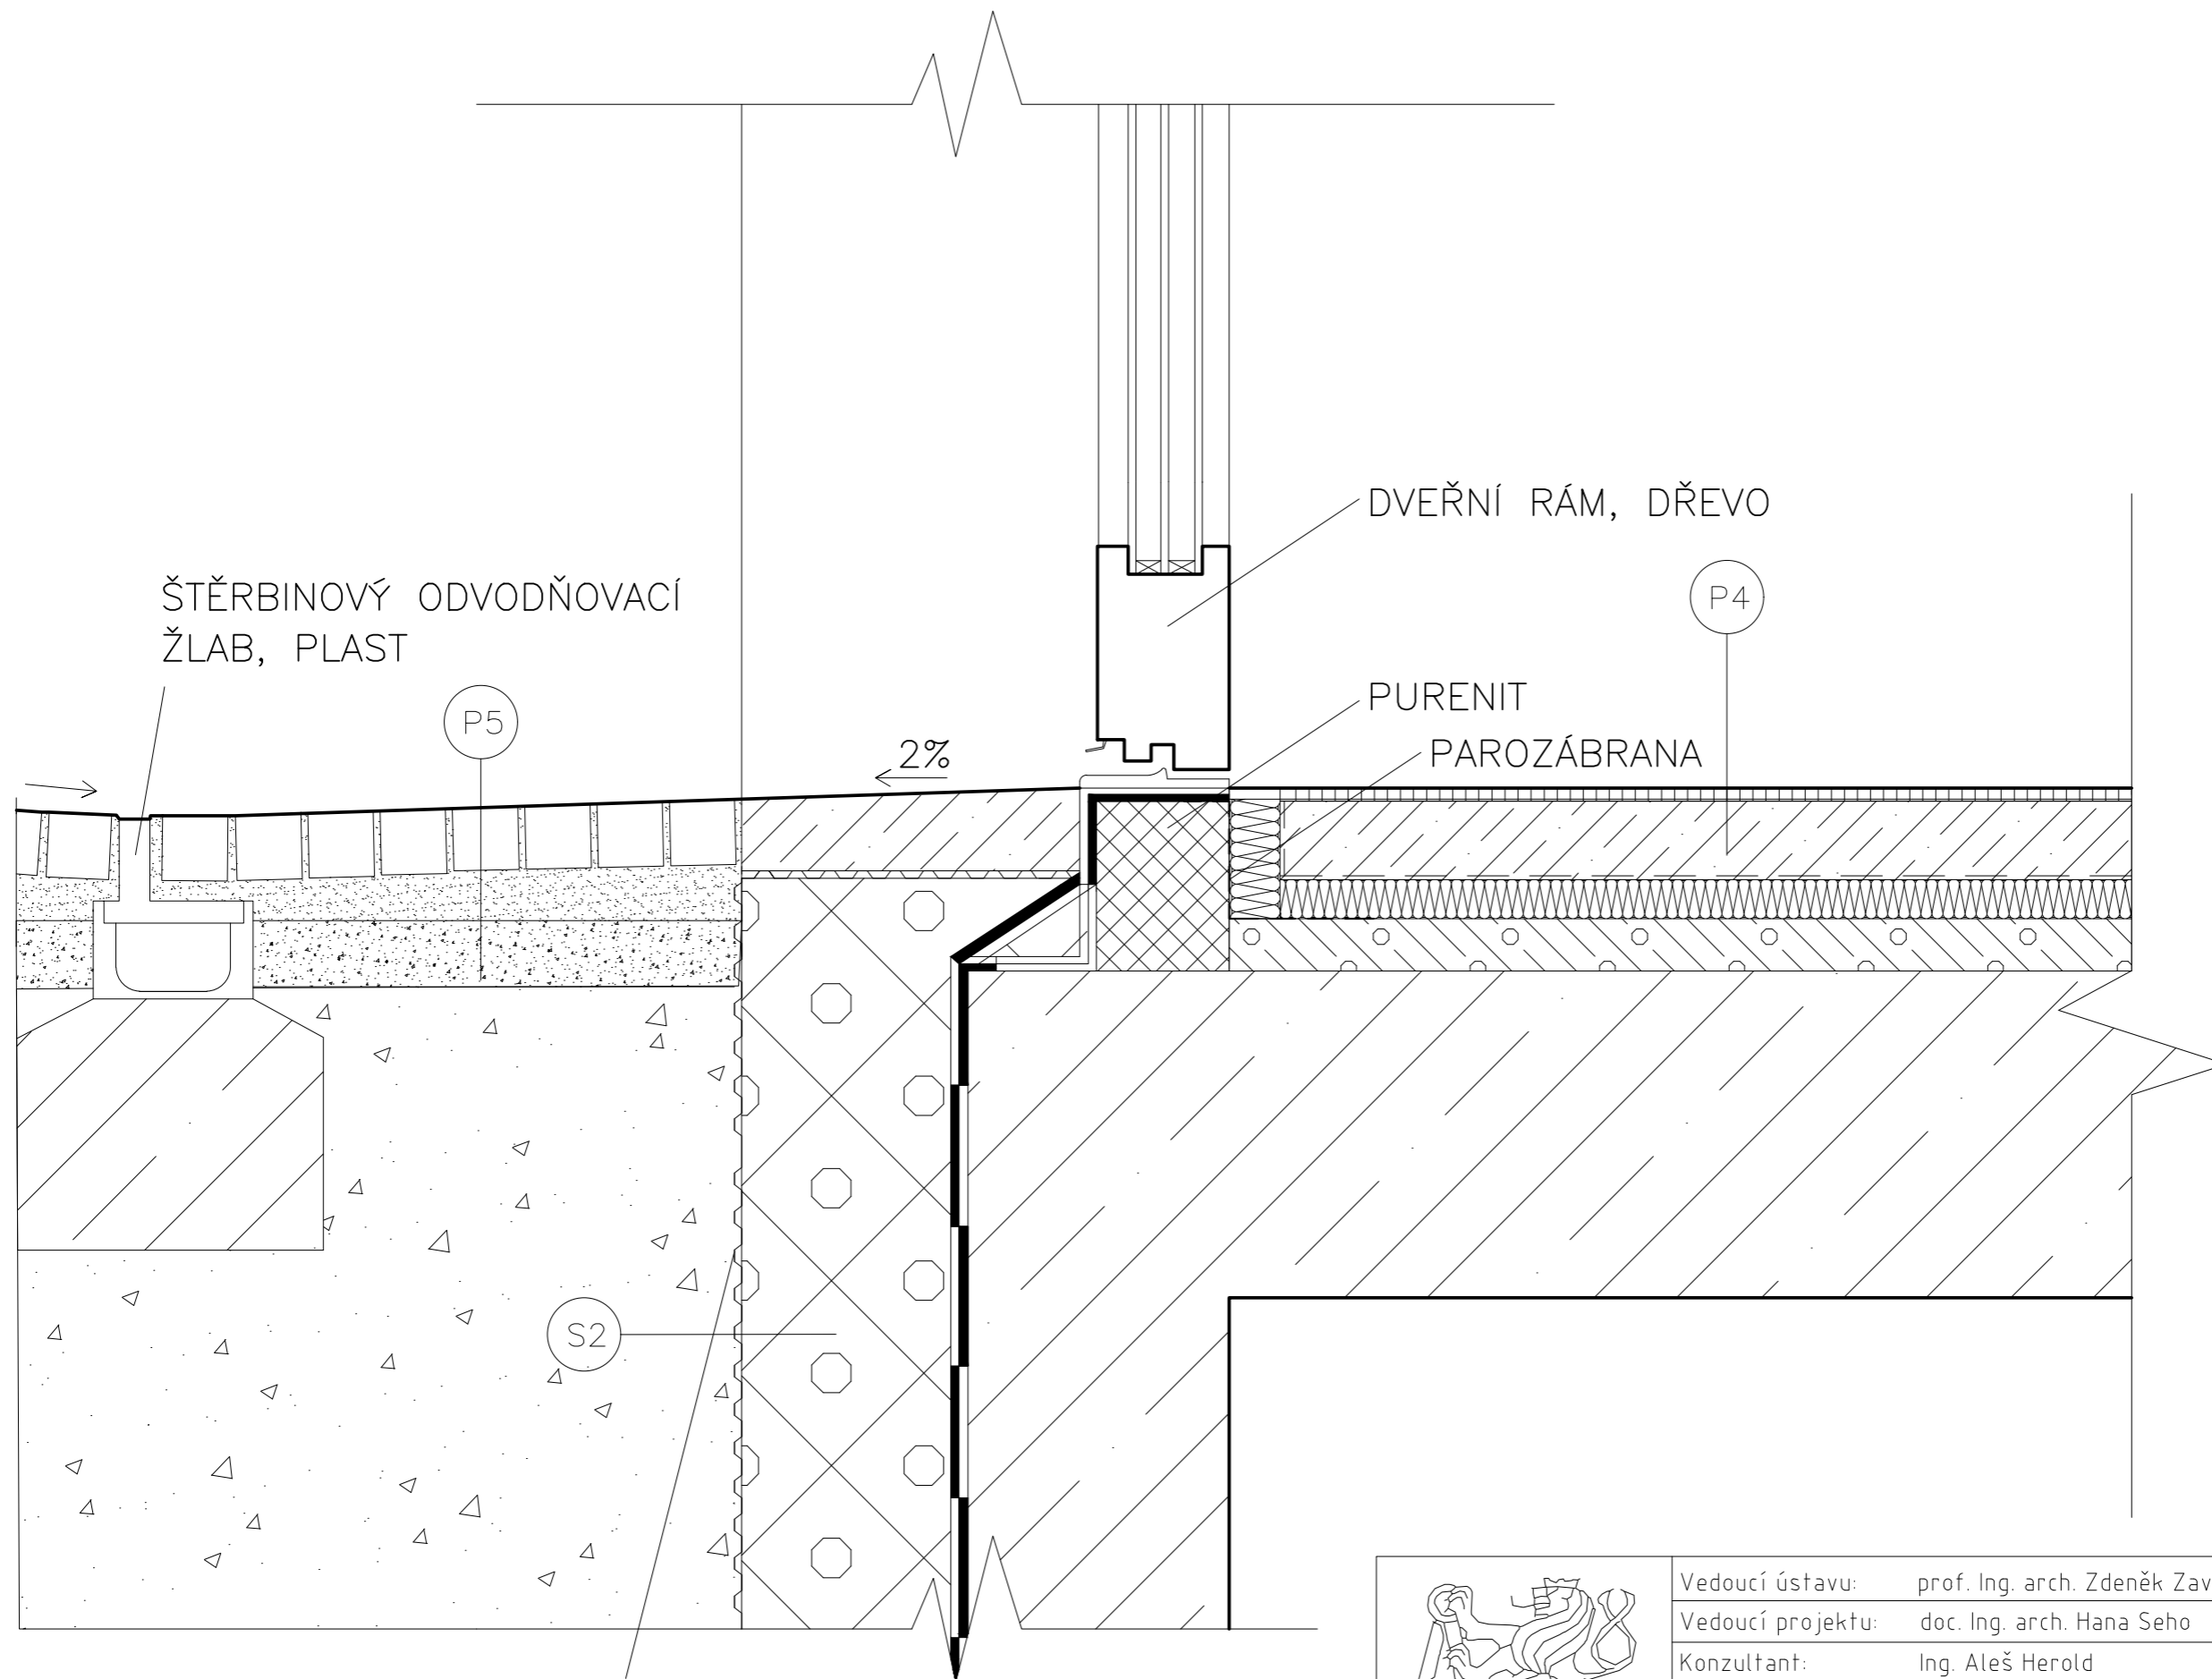 DVEŘNÍ RÁM, DŘEVO
P4
ŠTĚRBINOVÝ ODVODŇOVACÍ
ŽLAB, PLAST
P5
PURENIT
PAROZÁBRANA
2%
S2
Vedoucí ústavu: prof. Ing. arch. Zdeněk Zav
Vedoucí projektu: doc. Ing. arch. Hana Seho
Konzultant: Ing. Aleš Herold